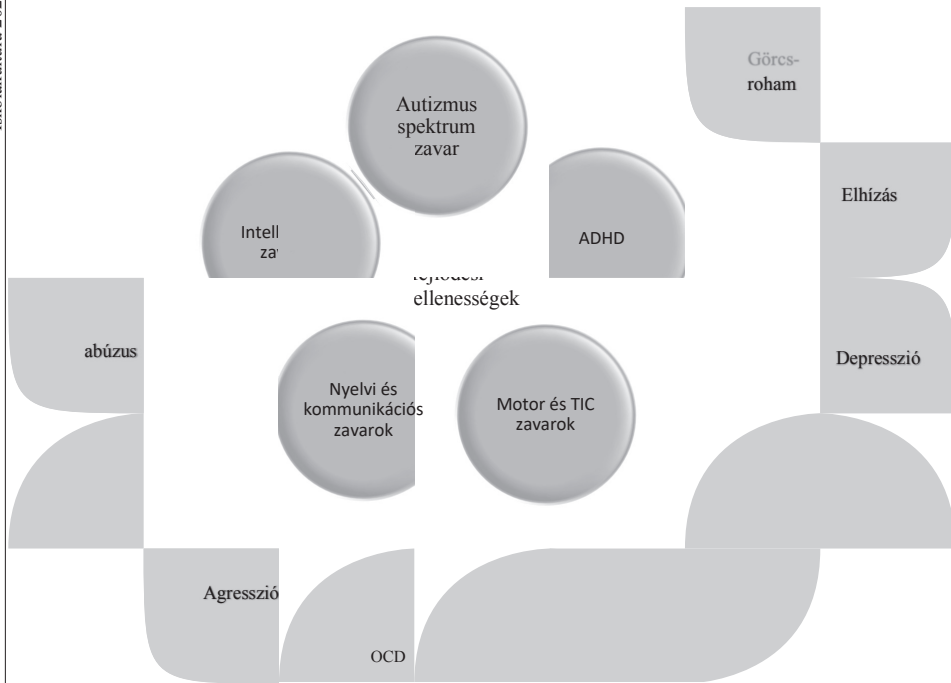 Görcs-
roham
Autizmus
spektrum
zavar
Elhízás
ADHD
ellenességek
abúzus
Depresszió
Nyelvi és
kommunikációs
zavarok
Motor és TIC
zavarok
Agresszió
OCD